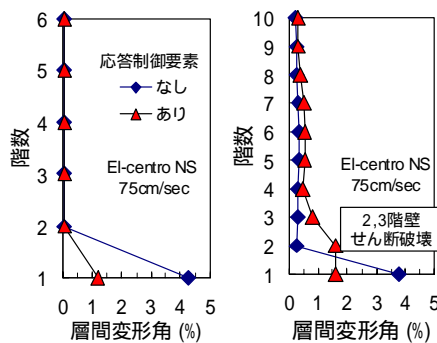 6
5
4
3
2
1
階数
応答制御要素
なし
あり
El-centro NS
75cm/sec
0 1 2 3 4 5
層間変形角 (%)
10
9
8
7
6
5
4
3
2
1
階数
El-centro NS
75cm/sec
2,3階壁
せん断破壊
0 1 2 3 4 5
層間変形角 (%)